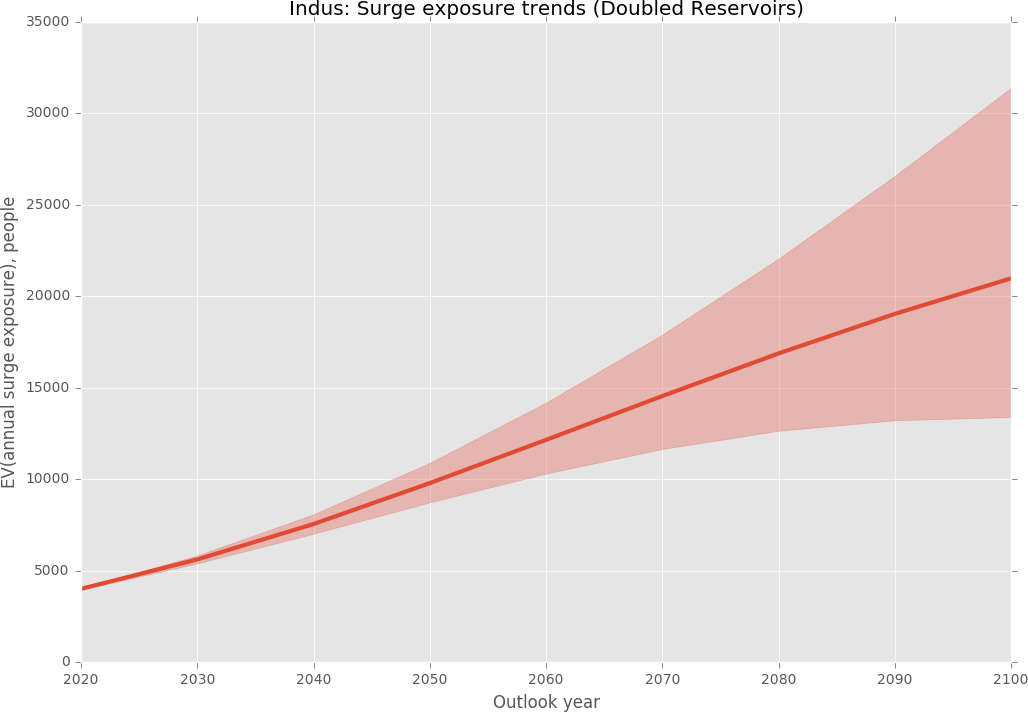 Indus: Surge exposure trends (Doubled Reservoirs)
35000
30000
25000
20000
15000
10000
5000
0
EV(annual surge exposure), people
2020 2030 2040 2050 2060 2070 2080 2090 2100
Outlook year